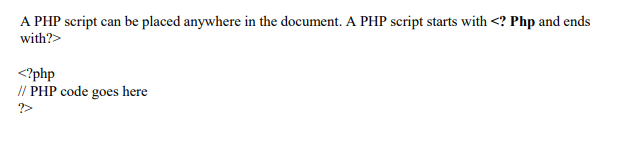 A PHP script can be placed anywhere in the document. A PHP script starts with <? Php and ends
with?>
<?php
// PHP code goes here
?>